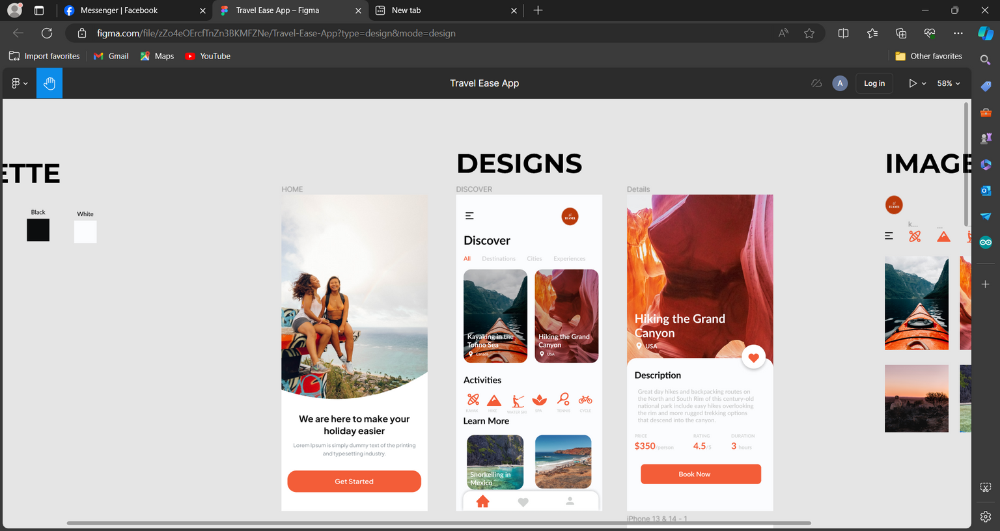 Messenger | Facebook
Travel Ease App – Figma
New tab
figma.com/file/zZo4eOErcfTnZn3BKMFZNe/Travel-Ease-App?type=design&mode=design
Import favorites
Gmail
Maps
YouTube
Other favorites
Travel Ease App
A
Log in
58%
ETTE
Black
White
DESIGNS
IMAGE
HOME
We are here to make your
holiday easier
Lorem Ipsum is simply dummy text of the printing
and typesetting industry.
Get Started
DISCOVER
TRAVEL
Discover
All
Destinations
Cities
Experiences
Kayaking in the
Tofino Sea
Canada
Hiking the Grand
Canyon
USA
Activities
KAYAK
HIKE
WATER SKI
SPA
TENNIS
CYCLE
Learn More
Snorkelling in
Mexico
Details
Hiking the Grand
Canyon
USA
Description
Great day hikes and backpacking routes on
the North and South Rim of this century-old
national park include easy hikes overlooking
the rim and more rugged trekking options
that descend into the canyon.
PRICE
RATING
DURATION
$350/person
4.5/5
3 hours
Book Now
iPhone 13 & 14 - 1
TRAVEL
k...
...